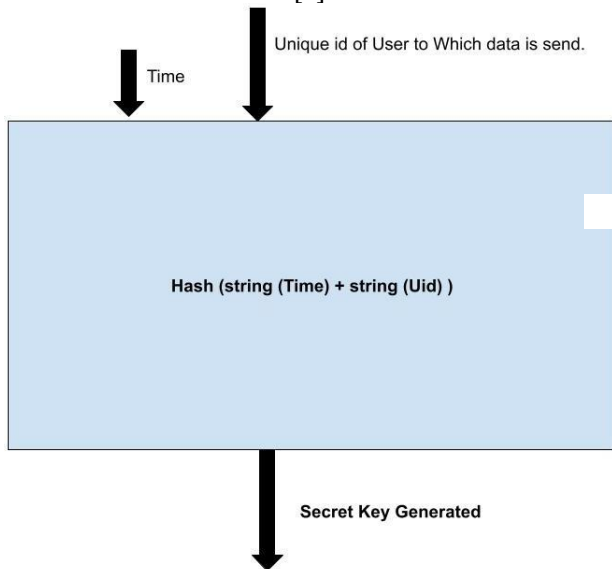 Unique id of User to Which data is send.
Time
Hash (string (Time) + string (Uid) )
Secret Key Generated